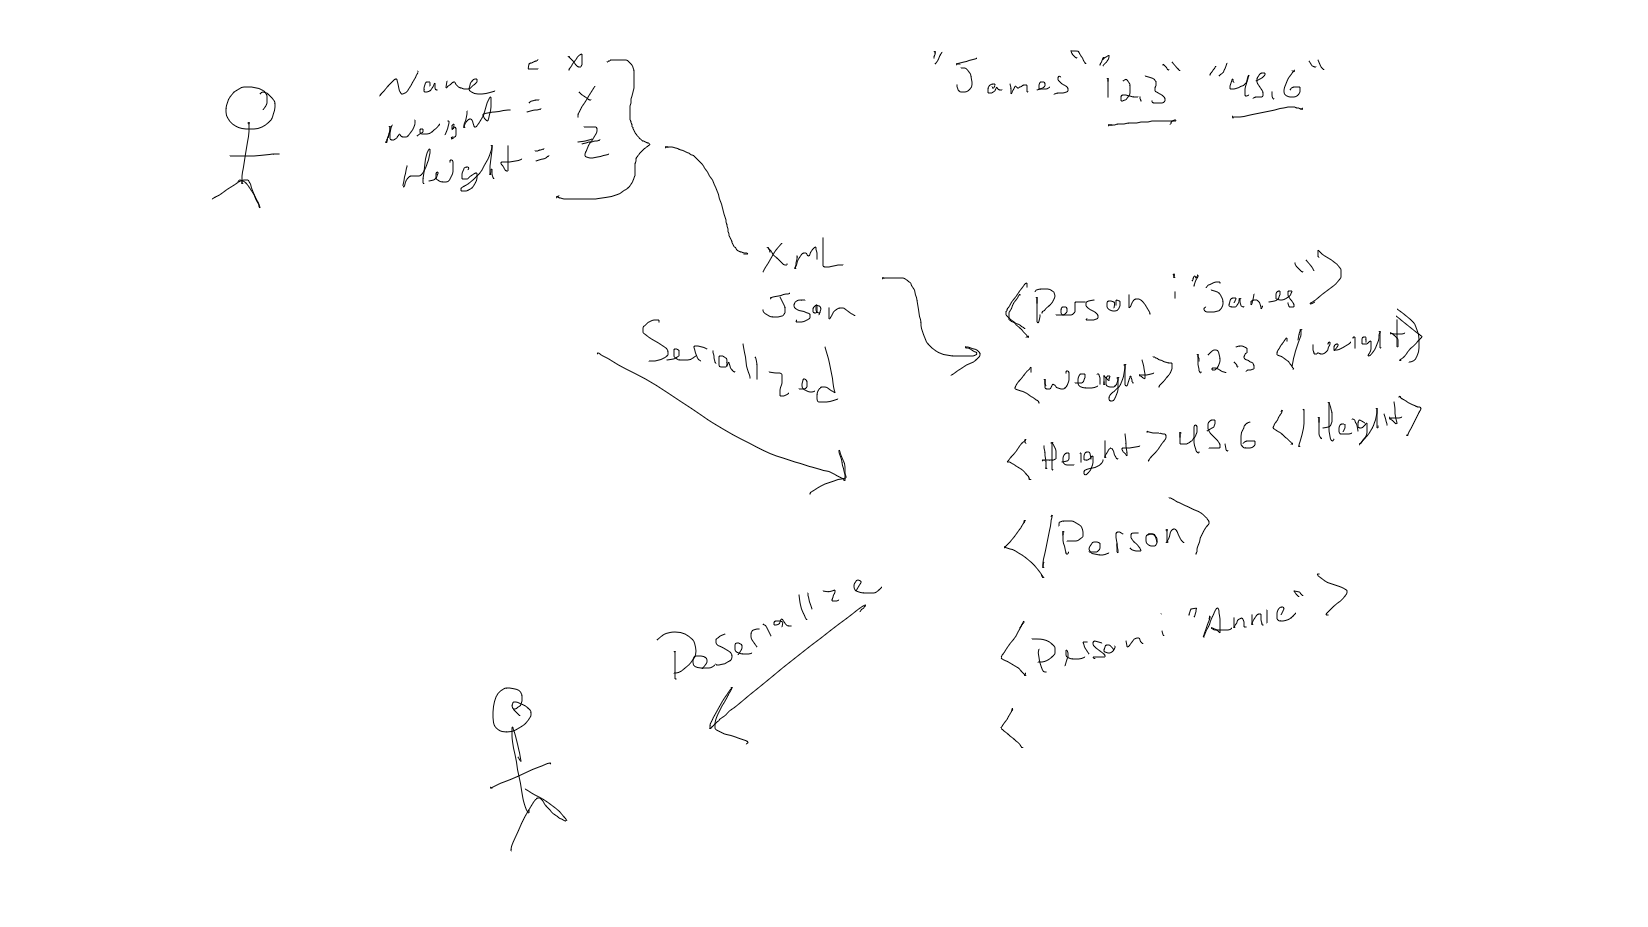 Name = x
Weight = y
Height = Z
"James" "12.3" "45.6"
XML
Json
Serialized
<Person : "James">
<weight> 12.3 </weight>
<Height> 45.6 </Height>
</Person>
<Person : "Annie">
<
Deserialize